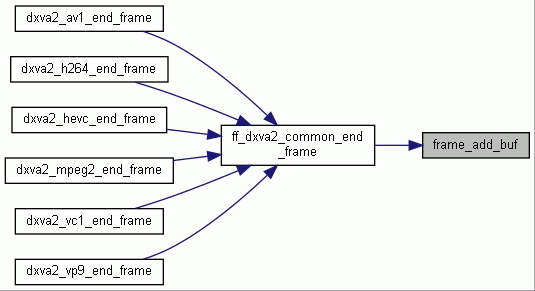 dxva2_av1_end_frame
dxva2_h264_end_frame
dxva2_hevc_end_frame
dxva2_mpeg2_end_frame
dxva2_vc1_end_frame
dxva2_vp9_end_frame
ff_dxva2_common_end
_frame
frame_add_buf